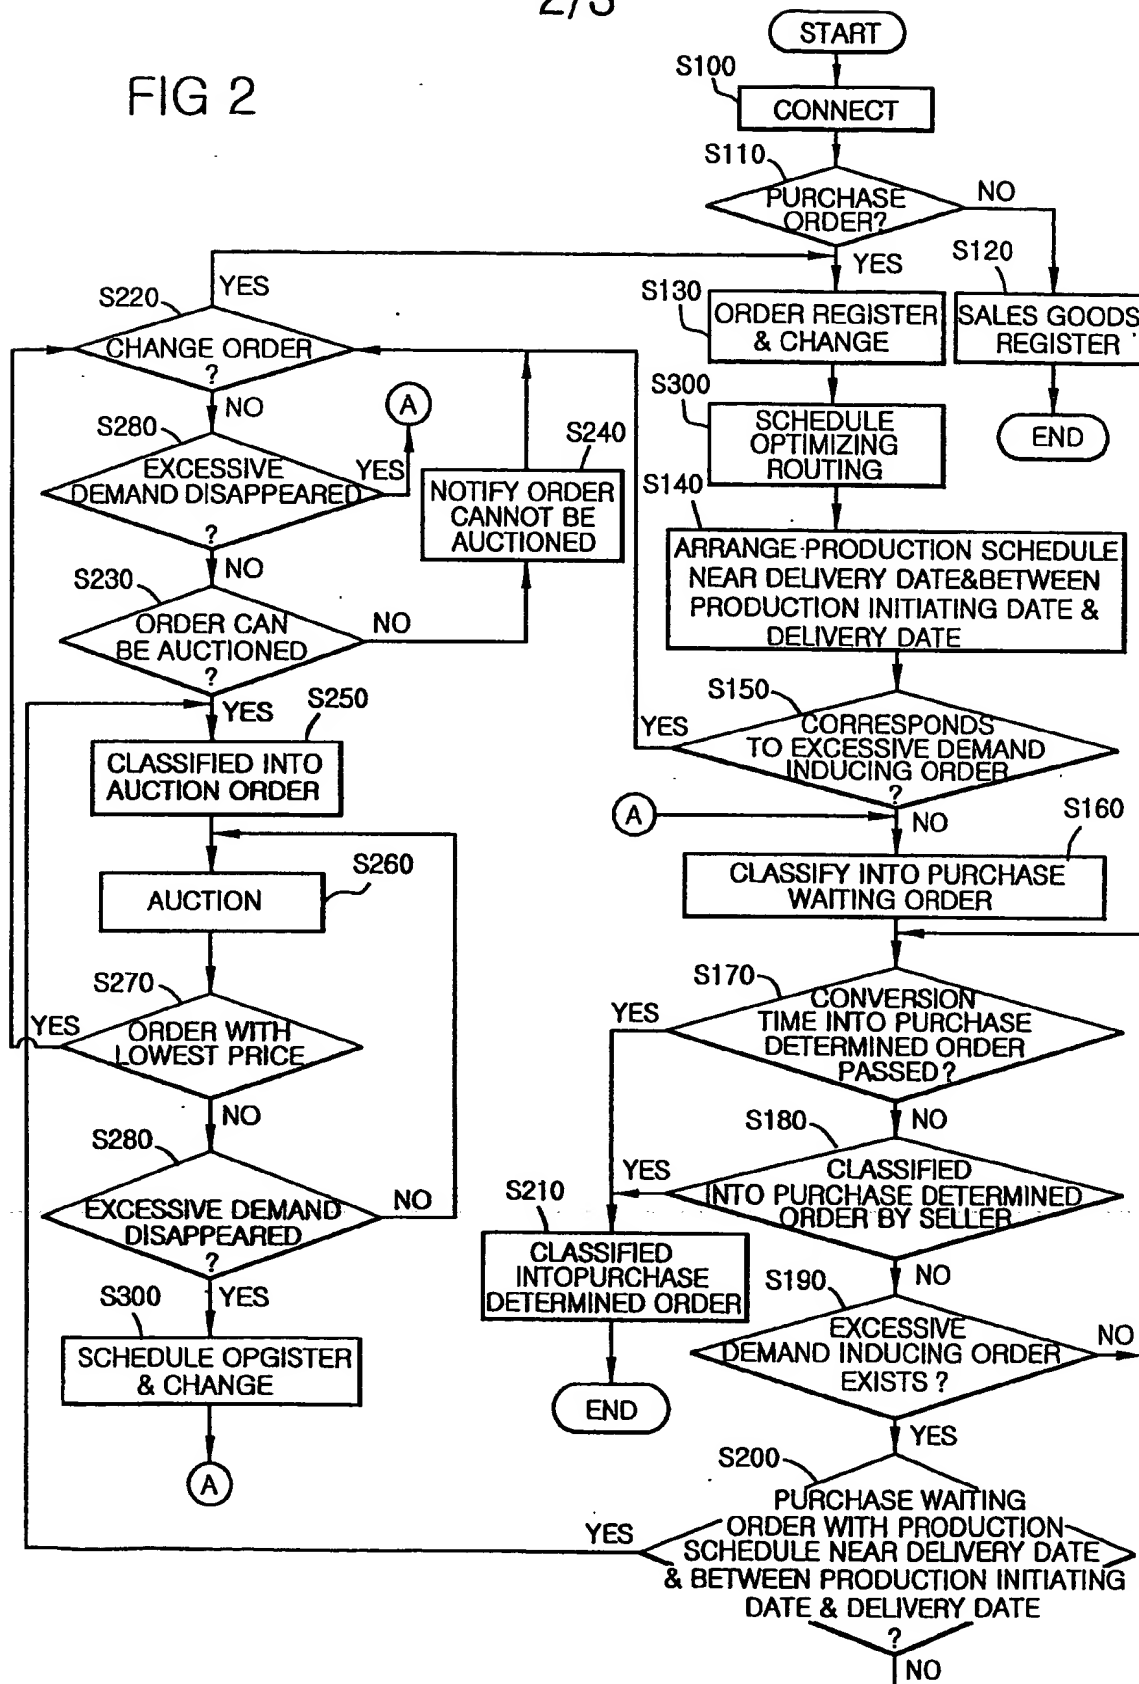 2/3
FIG 2
START
S100
CONNECT
S110
PURCHASE
ORDER?
NO
YES
S120
SALES GOODS
REGISTER
END
S130
ORDER REGISTER
& CHANGE
S300
SCHEDULE
OPTIMIZING
ROUTING
S140
ARRANGE-PRODUCTION SCHEDULE
NEAR DELIVERY DATE&BETWEEN
PRODUCTION INITIATING DATE &
DELIVERY DATE
S150
YES
CORRESPONDS
TO EXCESSIVE DEMAND
INDUCING ORDER
?
NO
A
S160
CLASSIFY INTO PURCHASE
WAITING ORDER
S170
YES
CONVERSION
TIME INTO PURCHASE
DETERMINED ORDER
PASSED?
NO
S180
YES
CLASSIFIED
INTO PURCHASE DETERMINED
ORDER BY SELLER
NO
S210
CLASSIFIED
INTOPURCHASE
DETERMINED ORDER
END
S190
EXCESSIVE
DEMAND INDUCING ORDER
EXISTS ?
NO
YES
S200
YES
PURCHASE WAITING
ORDER WITH PRODUCTION
SCHEDULE NEAR DELIVERY DATE
& BETWEEN PRODUCTION INITIATING
DATE & DELIVERY DATE
?
NO
S220
YES
CHANGE ORDER
?
NO
A
S280
EXCESSIVE
DEMAND DISAPPEARED
?
YES
NO
S240
NOTIFY ORDER
CANNOT BE
AUCTIONED
S230
ORDER CAN
BE AUCTIONED
?
NO
YES
S250
CLASSIFIED INTO
AUCTION ORDER
S260
AUCTION
S270
YES
ORDER WITH
LOWEST PRICE
NO
S280
EXCESSIVE DEMAND
DISAPPEARED
?
NO
YES
S300
SCHEDULE OPGISTER
& CHANGE
A